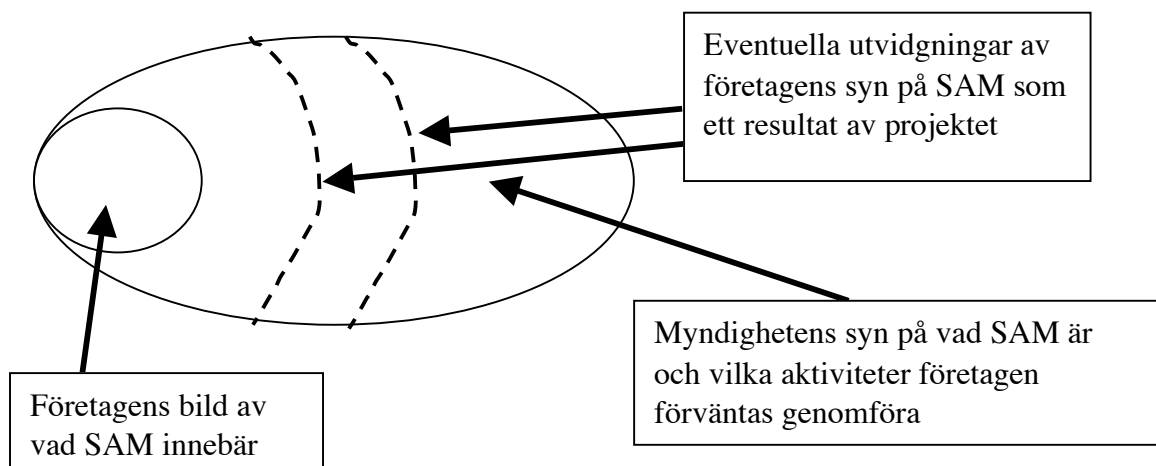 Eventuella utvidgningar av
företagens syn på SAM som
ett resultat av projektet
Myndighetens syn på vad SAM är
och vilka aktiviteter företagen
förväntas genomföra
Företagens bild av
vad SAM innebär